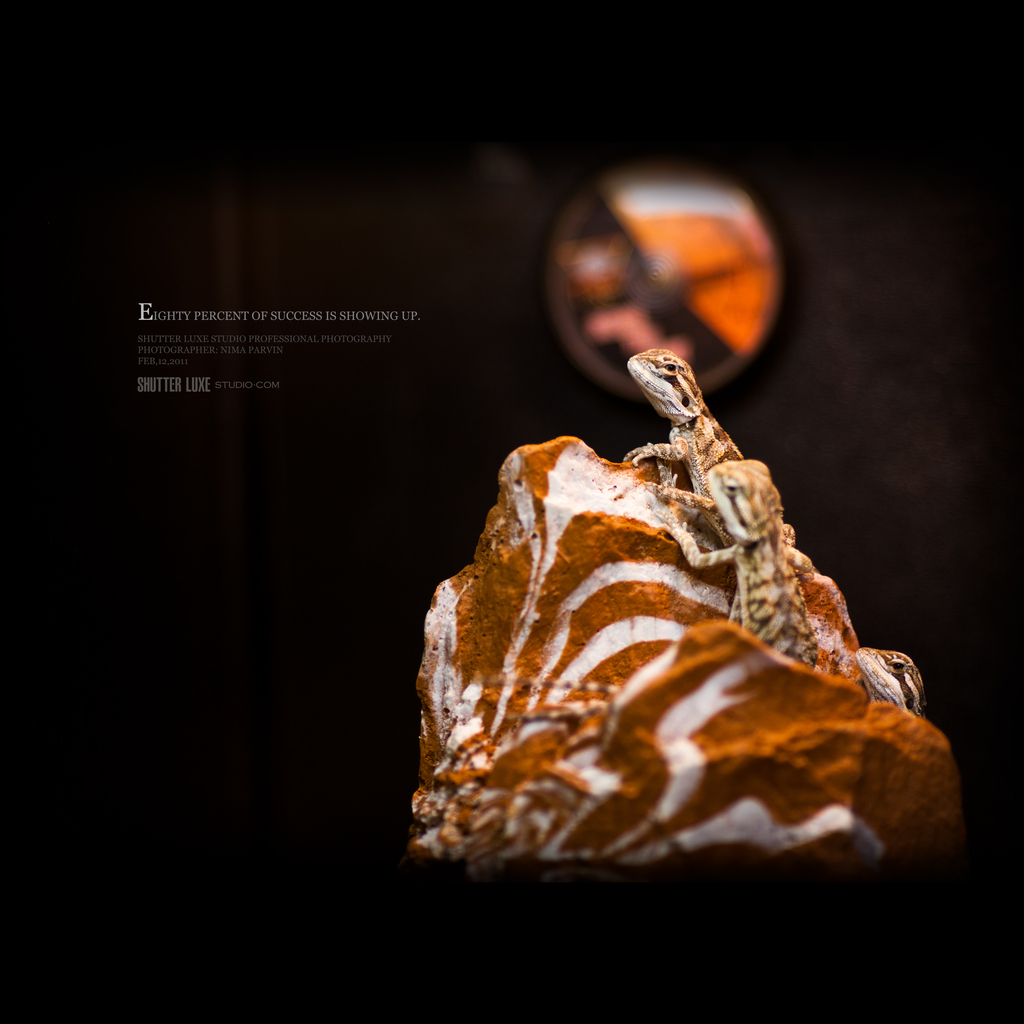 EIGHTY PERCENT OF SUCCESS IS SHOWING UP.
SHUTTER LUXE STUDIO PROFESSIONAL PHOTOGRAPHY
PHOTOGRAPHER: NIMA PARVIN
FEB,12,2011
SHUTTER LUXE STUDIO·COM